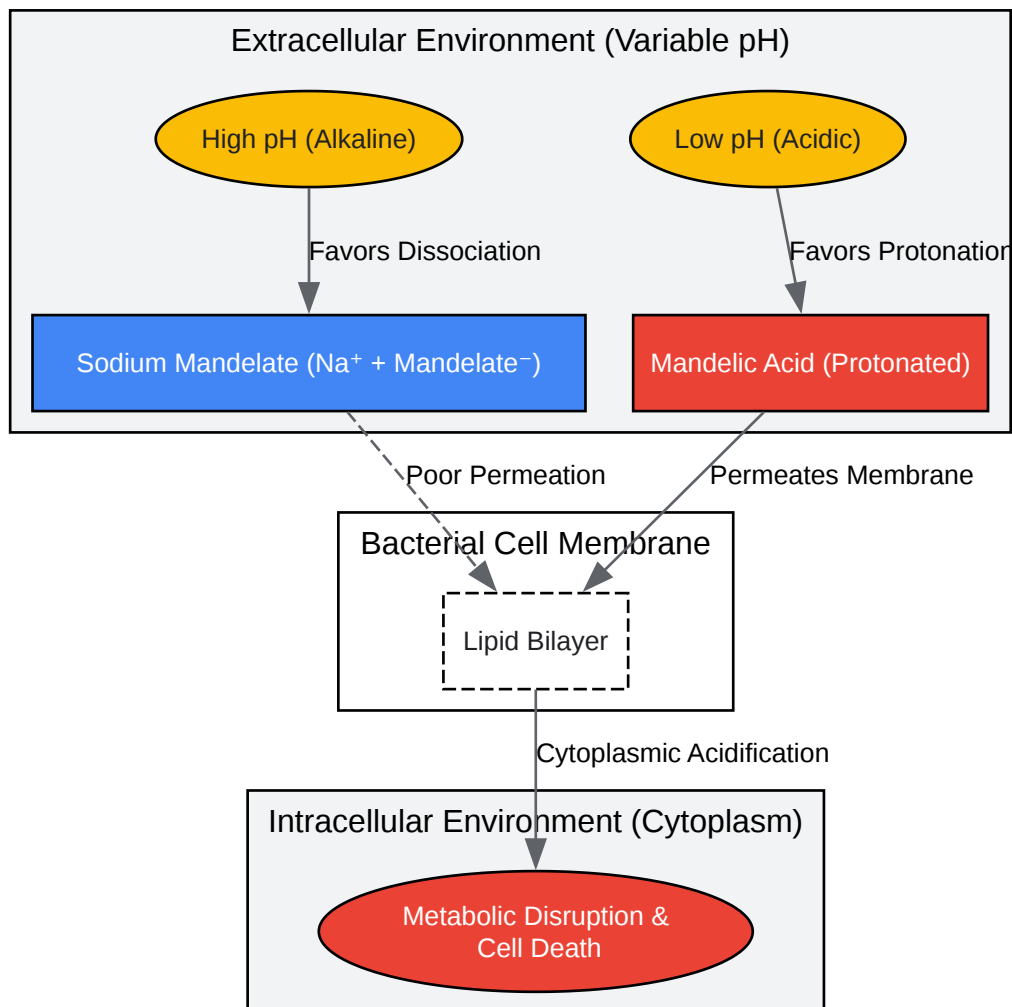 Extracellular Environment (Variable pH)
High pH (Alkaline)
Low pH (Acidic)
Favors Dissociation
Favors Protonation
Sodium Mandelate (Na⁺ + Mandelate⁻)
Mandelic Acid (Protonated)
Poor Permeation
Permeates Membrane
Bacterial Cell Membrane
Lipid Bilayer
Cytoplasmic Acidification
Intracellular Environment (Cytoplasm)
Metabolic Disruption &
Cell Death